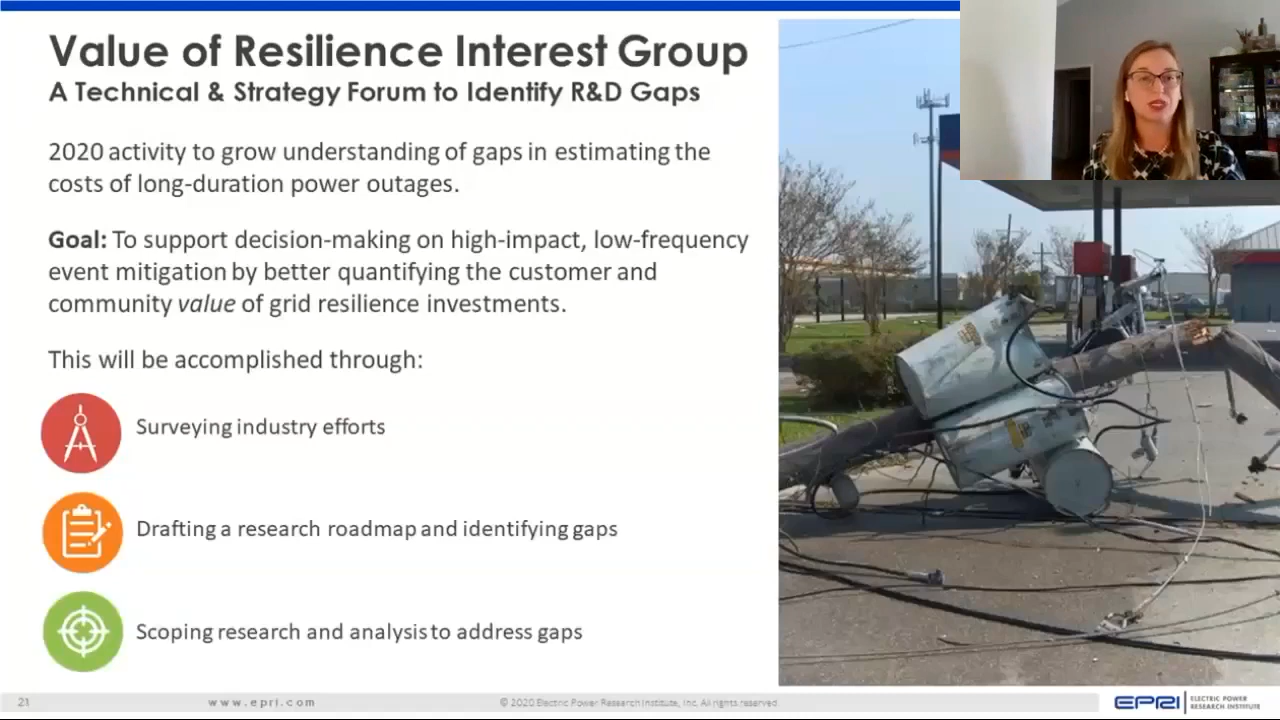 Value of Resilience Interest Group
A Technical & Strategy Forum to Identify R&D Gaps
2020 activity to grow understanding of gaps in estimating the
costs of long-duration power outages.
Goal: To support decision-making on high-impact, low-frequency
event mitigation by better quantifying the customer and
community value of grid resilience investments.
This will be accomplished through:
Surveying industry efforts
Drafting a research roadmap and identifying gaps
Scoping research and analysis to address gaps
21
www.epri.com
© 2020 Electric Power Research Institute, Inc. All rights reserved.
EPRI
ELECTRIC POWER
RESEARCH INSTITUTE